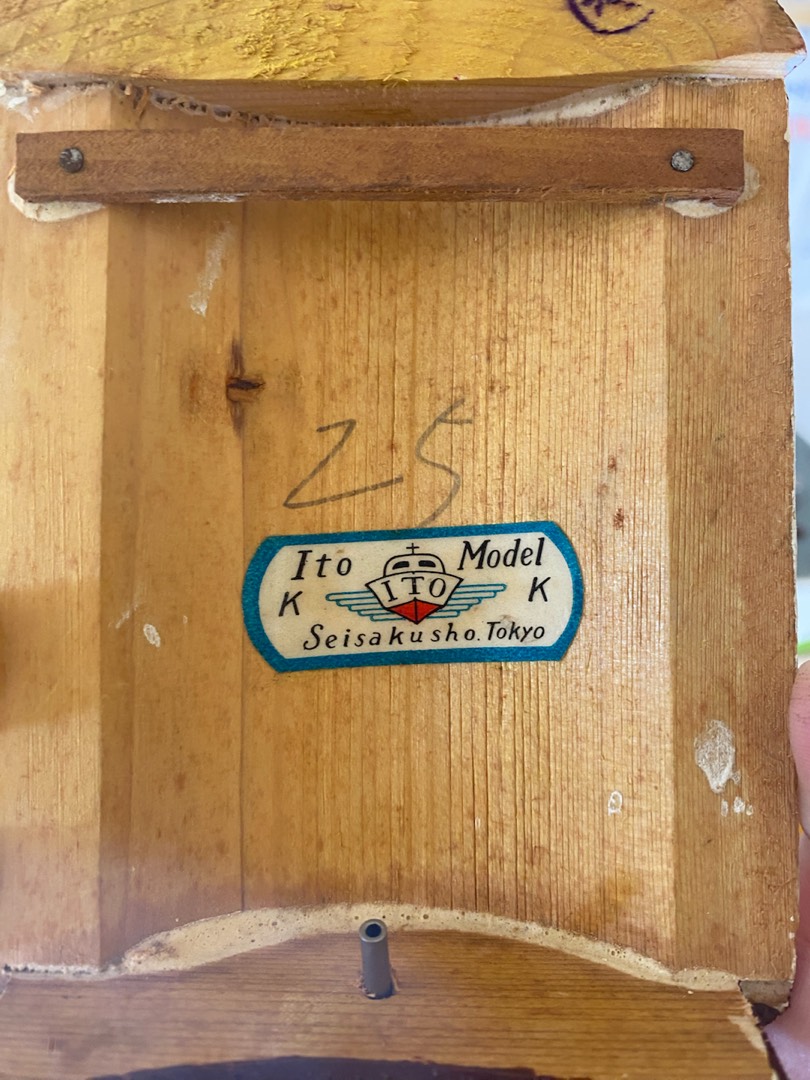 25
Ito Model
K ITO K
Seisakusho. Tokyo